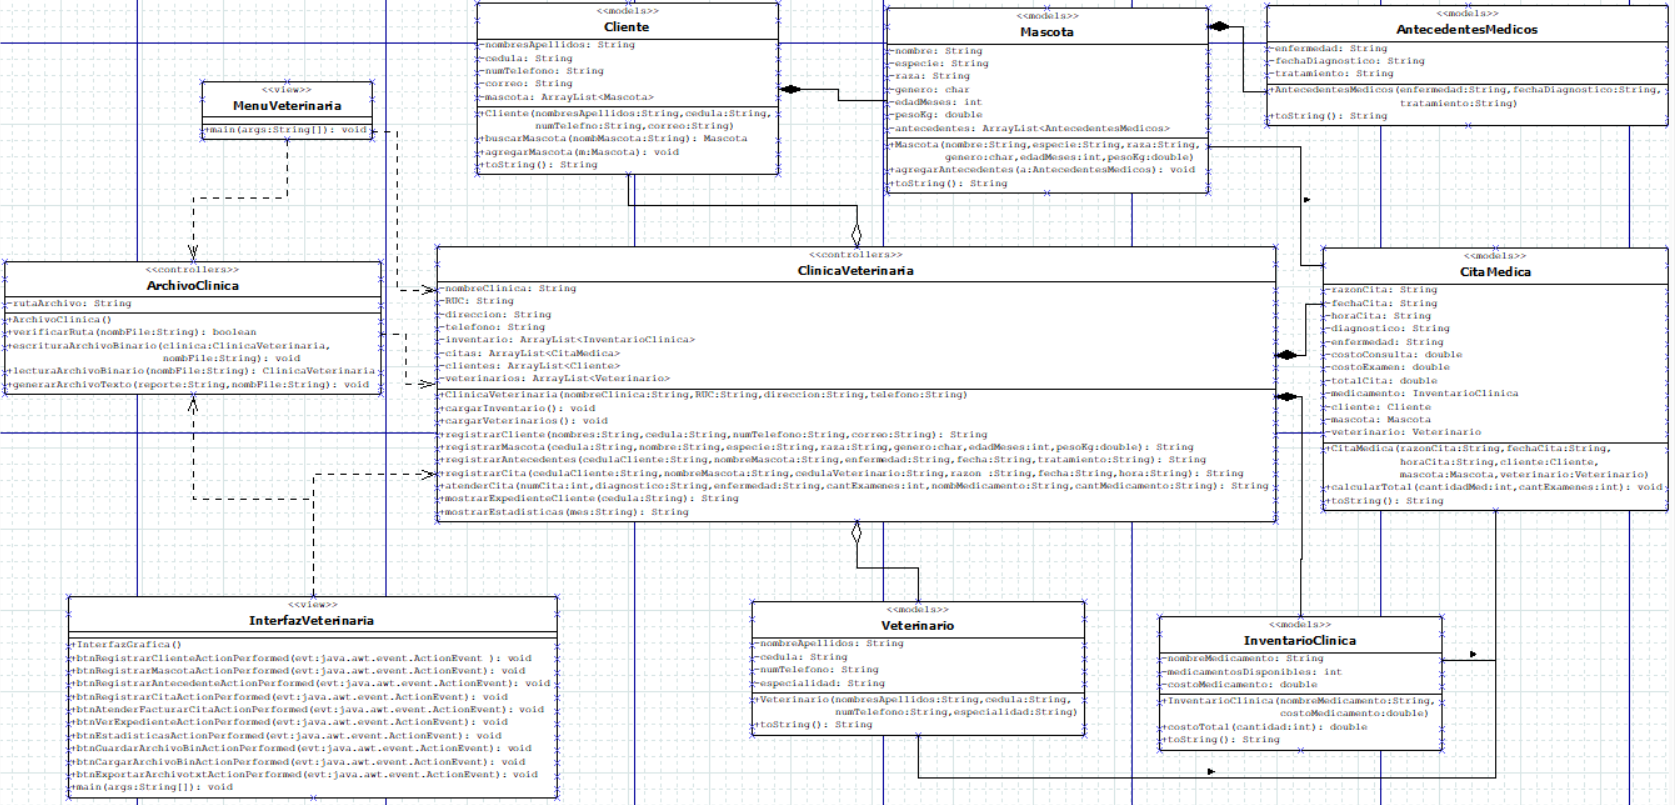 <<models>>
Cliente
-nombresApellidos: String
-cedula: String
-numTelefono: String
-correo: String
-mascota: ArrayList<Mascota>
+Cliente(nombresApellidos:String,cedula:String,
numTelefno:String,correo:String)
+buscarMascota(nombMascota:String): Mascota
+agregarMascota(m:Mascota): void
+toString(): String
<<models>>
Mascota
-nombre: String
-especie: String
-raza: String
-genero: char
-edadMeses: int
-pesoKg: double
-antecedentes: ArrayList<AntecedentesMedicos>
+Mascota(nombre:String,especie:String,raza:String,
genero:char,edadMeses:int,pesoKg:double)
+agregarAntecedentes(a:AntecedentesMedicos): void
+toString(): String
<<models>>
AntecedentesMedicos
-enfermedad: String
-fechaDiagnostico: String
-tratamiento: String
+AntecedentesMedicos(enfermedad:String,fechaDiagnostico:String,
tratamiento:String)
+toString(): String
<<view>>
MenuVeterinaria
+main(args:String[]): void
<<controllers>>
ArchivoClinica
-rutaArchivo: String
+ArchivoClinica()
+verificarRuta(nombFile:String): boolean
+escrituraArchivoBinario(clinica:ClinicaVeterinaria,
nombFile:String): void
+lecturaArchivoBinario(nombFile:String): ClinicaVeterinaria
+generarArchivoTexto(reporte:String,nombFile:String): void
<<controllers>>
ClinicaVeterinaria
-nombreClinica: String
-RUC: String
-direccion: String
-telefono: String
-inventario: ArrayList<InventarioClinica>
-citas: ArrayList<CitaMedica>
-clientes: ArrayList<Cliente>
-veterinarios: ArrayList<Veterinario>
+ClinicaVeterinaria(nombreClinica:String,RUC:String,direccion:String,telefono:String)
+cargarInventario(): void
+cargarVeterinarios(): void
+registrarCliente(nombres:String,cedula:String,numTelefono:String,correo:String): String
+registrarMascota(cedula:String,nombre:String,especie:String,raza:String,genero:char,edadMeses:int,pesoKg:double): String
+registrarAntecedentes(cedulaCliente:String,nombreMascota:String,enfermedad:String,fecha:String,tratamiento:String): String
+registrarCita(cedulaCliente:String,nombreMascota:String,cedulaVeterinario:String,razon :String,fecha:String,hora:String): String
+atenderCita(numCita:int,diagnostico:String,enfermedad:String,cantExamenes:int,nombMedicamento:String,cantMedicamento:String): String
+mostrarExpedienteCliente(cedula:String): String
+mostrarEstadisticas(mes:String): String
<<models>>
CitaMedica
-razonCita: String
-fechaCita: String
-horaCita: String
-diagnostico: String
-enfermedad: String
-costoConsulta: double
-costoExamen: double
-totalCita: double
-medicamento: InventarioClinica
-cliente: Cliente
-mascota: Mascota
-veterinario: Veterinario
+CitaMedica(razonCita:String,fechaCita:String,
horaCita:String,cliente:Cliente,
mascota:Mascota,veterinario:Veterinario)
+calcularTotal(cantidadMed:int,cantExamenes:int): void
+toString(): String
<<view>>
InterfazVeterinaria
+InterfazGrafica()
+btnRegistrarClienteActionPerformed(evt:java.awt.event.ActionEvent ): void
+btnRegistrarMascotaActionPerformed(evt:java.awt.event.ActionEvent): void
+btnRegistrarAntecedenteActionPerformed(evt:java.awt.event.ActionEvent): void
+btnRegistrarCitaActionPerformed(evt:java.awt.event.ActionEvent): void
+btnAtenderFacturarCitaActionPerformed(evt:java.awt.event.ActionEvent): void
+btnVerExpedienteActionPerformed(evt:java.awt.event.ActionEvent): void
+btnEstadisticasActionPerformed(evt:java.awt.event.ActionEvent): void
+btnGuardarArchivoBinActionPerformed(evt:java.awt.event.ActionEvent): void
+btnCargarArchivoBinActionPerformed(evt:java.awt.event.ActionEvent): void
+btnExportarArchivotxtActionPerformed(evt:java.awt.event.ActionEvent): void
+main(args:String[]): void
<<models>>
Veterinario
-nombreApellidos: String
-cedula: String
-numTelefono: String
-especialidad: String
+Veterinario(nombresApellidos:String,cedula:String,
numTelefono:String,especialidad:String)
+toString(): String
<<models>>
InventarioClinica
-nombreMedicamento: String
-medicamentosDisponibles: int
-costoMedicamento: double
+InventarioClinica(nombreMedicamento:String,
costoMedicamento:double)
+costoTotal(cantidad:int): double
+toString(): String